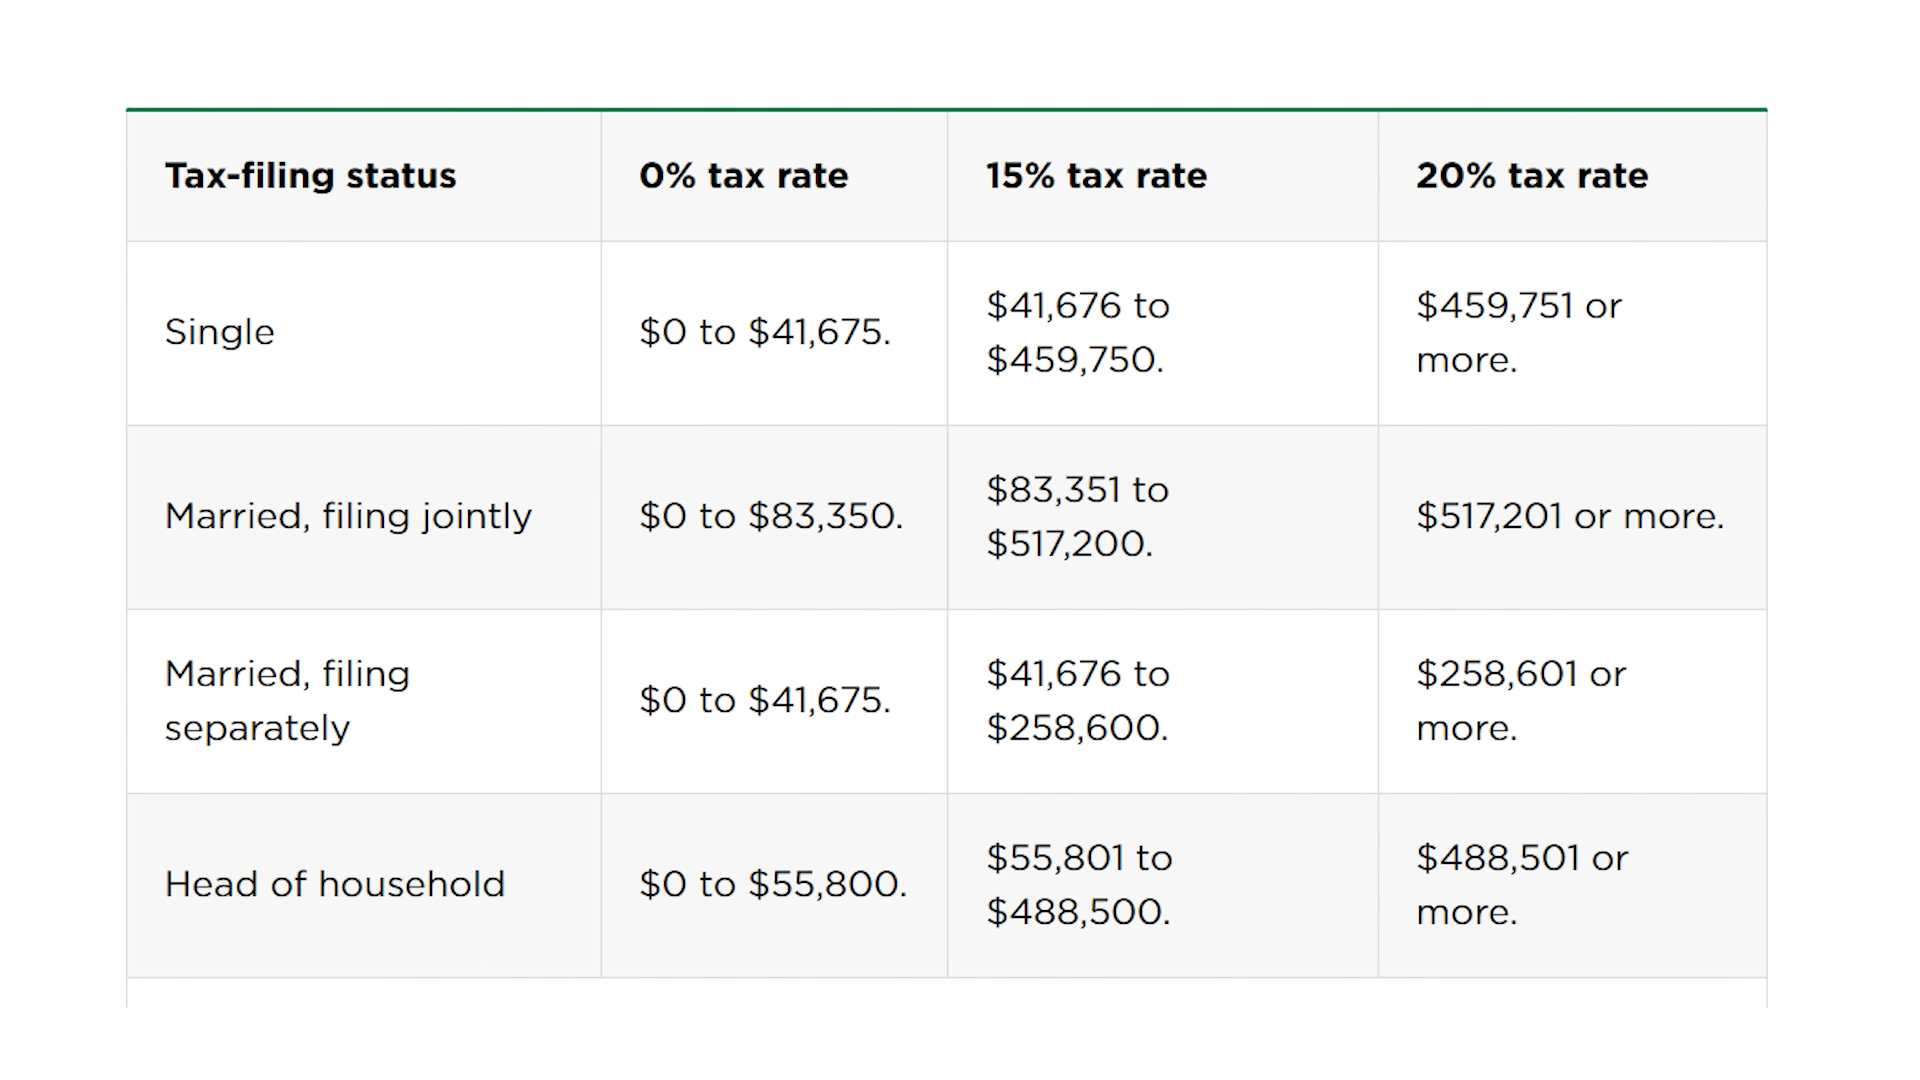 Tax-filing status 0% tax rate 15% tax rate 20% tax rate
Single $0 to $41,675. $41,676 to $459,750. $459,751 or more.
Married, filing jointly $0 to $83,350. $83,351 to $517,200. $517,201 or more.
Married, filing separately $0 to $41,675. $41,676 to $258,600. $258,601 or more.
Head of household $0 to $55,800. $55,801 to $488,500. $488,501 or more.